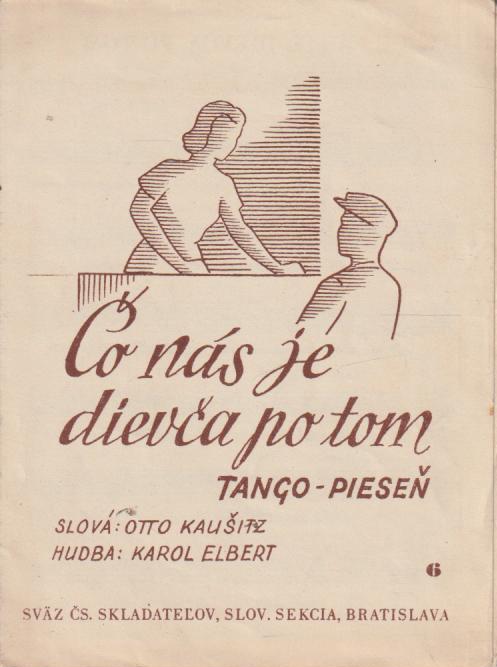 Čo nás je
dievča po tom
TANGO-PIESEŇ
SLOVÁ: OTTO KAUŠITZ
HUDBA: KAROL ELBERT
6
SVÄZ ČS. SKLADATEĽOV, SLOV. SEKCIA, BRATISLAVA